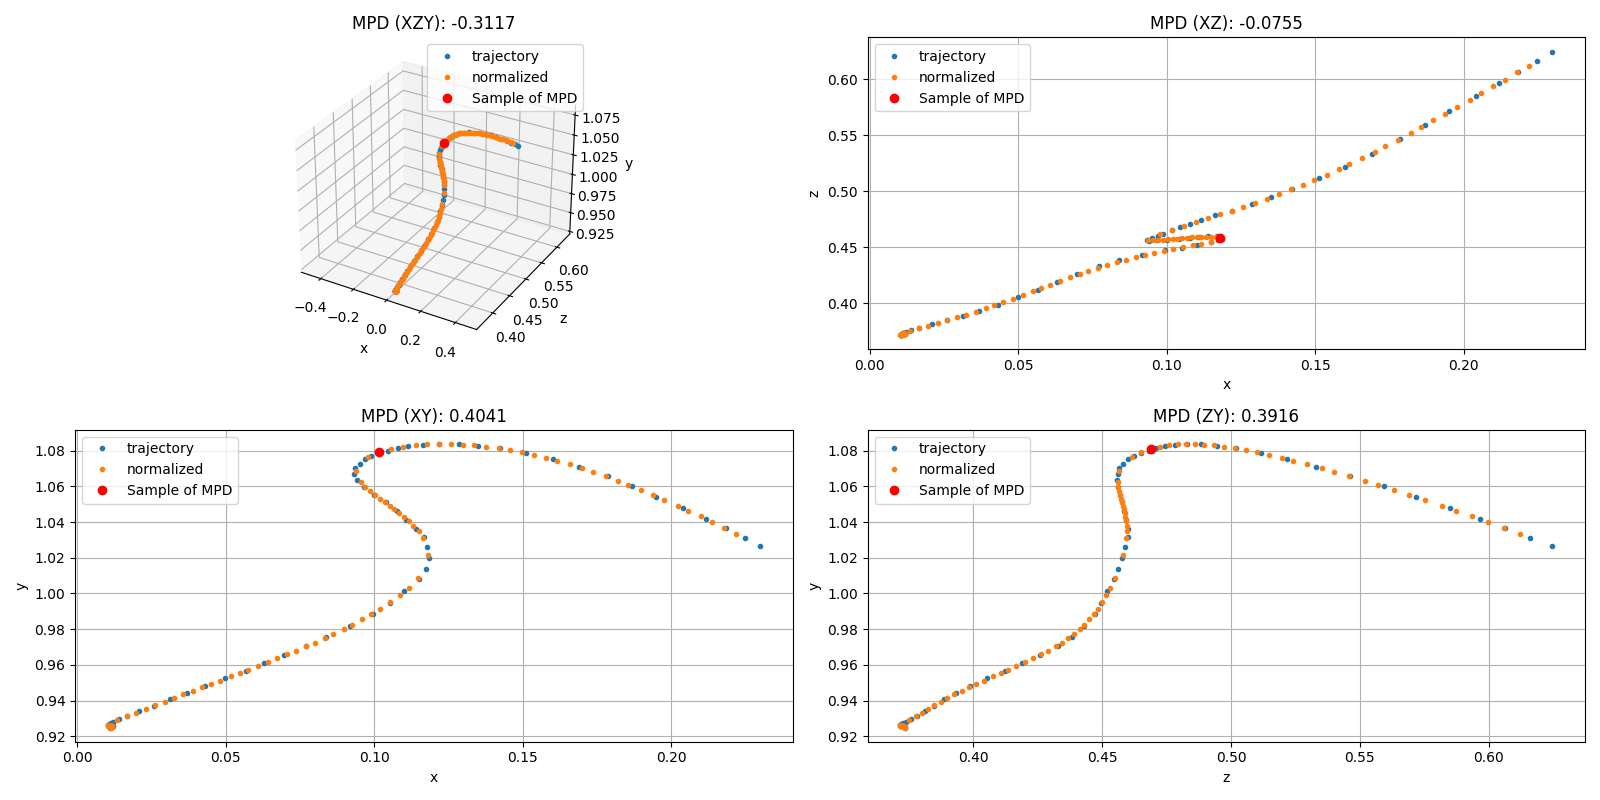 MPD (XZY): -0.3117
trajectory
normalized
Sample of MPD
1.075
1.050
1.025
1.000
0.975
0.950
0.925
y
0.60
0.55
0.50
0.45
0.40
z
−0.4
−0.2
0.0
0.2
0.4
x
MPD (XZ): -0.0755
trajectory
normalized
Sample of MPD
0.60
0.55
0.50
0.45
0.40
z
0.00 0.05 0.10 0.15 0.20
x
MPD (XY): 0.4041
trajectory
normalized
Sample of MPD
1.08
1.06
1.04
1.02
1.00
0.98
0.96
0.94
0.92
y
0.00 0.05 0.10 0.15 0.20
x
MPD (ZY): 0.3916
trajectory
normalized
Sample of MPD
1.08
1.06
1.04
1.02
1.00
0.98
0.96
0.94
0.92
y
0.40 0.45 0.50 0.55 0.60
z